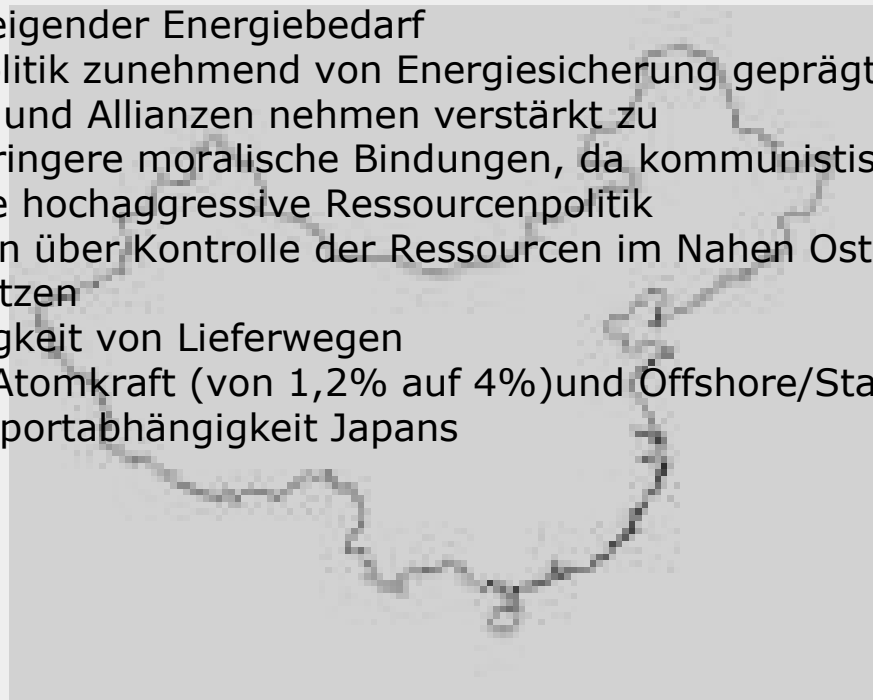 eigender Energiebedarf
litik zunehmend von Energiesicherung geprägt
und Allianzen nehmen verstärkt zu
ringere moralische Bindungen, da kommunistis
e hochaggressive Ressourcenpolitik
n über Kontrolle der Ressourcen im Nahen Ost
tzen
gkeit von Lieferwegen
Atomkraft (von 1,2% auf 4%)und Offshore/Sta
portabhängigkeit Japans